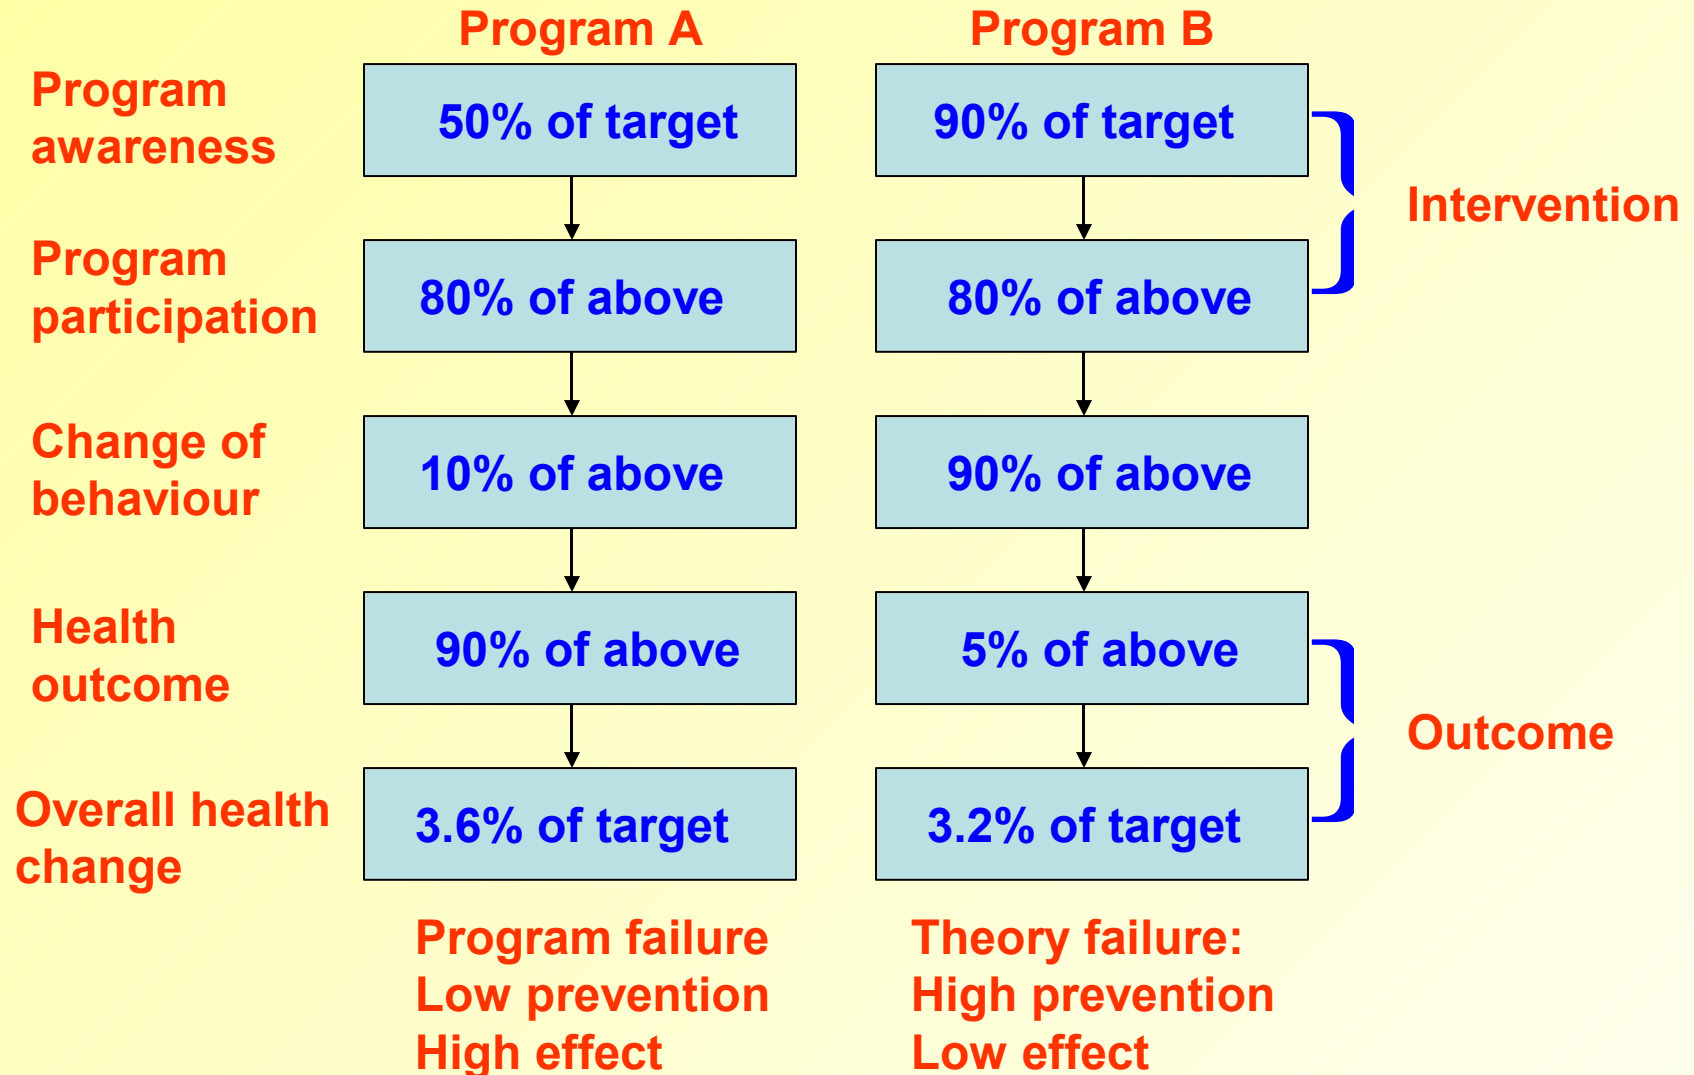 Program A
Program B
Program
awareness
50% of target
90% of target
Intervention
Program
participation
80% of above
80% of above
Change of
behaviour
10% of above
90% of above
Health
outcome
90% of above
5% of above
Outcome
Overall health
change
3.6% of target
3.2% of target
Program failure
Low prevention
High effect
Theory failure:
High prevention
Low effect